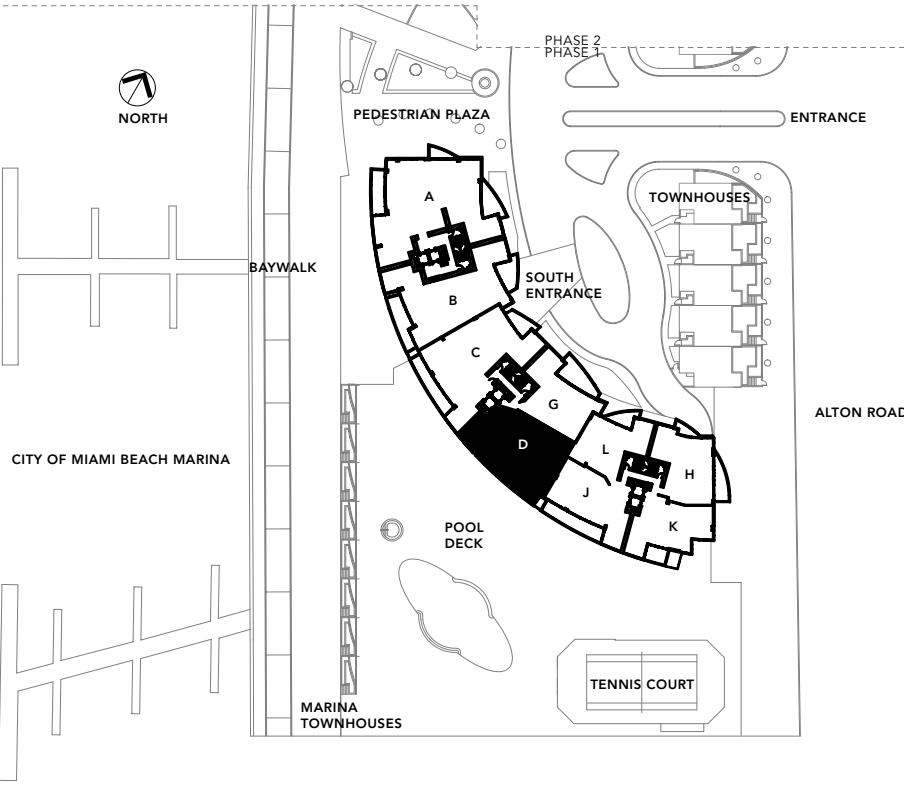 PHASE 2
PHASE 1
NORTH
PEDESTRIAN PLAZA
ENTRANCE
A
TOWNHOUSES
BAYWALK
SOUTH
ENTRANCE
B
C
G
ALTON ROAD
D
L
H
CITY OF MIAMI BEACH MARINA
J
K
POOL
DECK
TENNIS COURT
MARINA
TOWNHOUSES